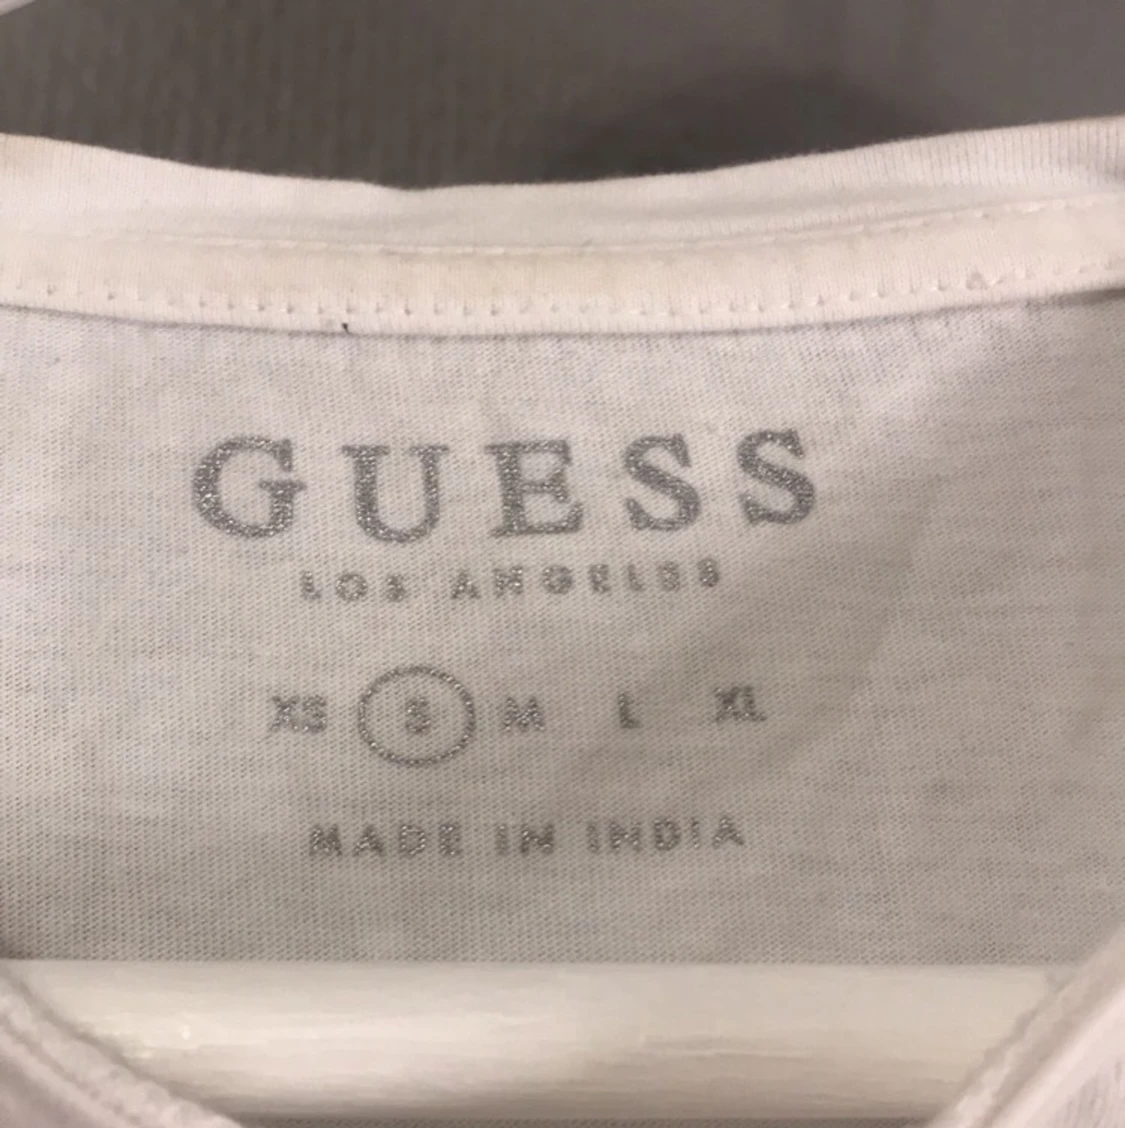 GUESS
LOS ANGELES
XS S M L XL
MADE IN INDIA